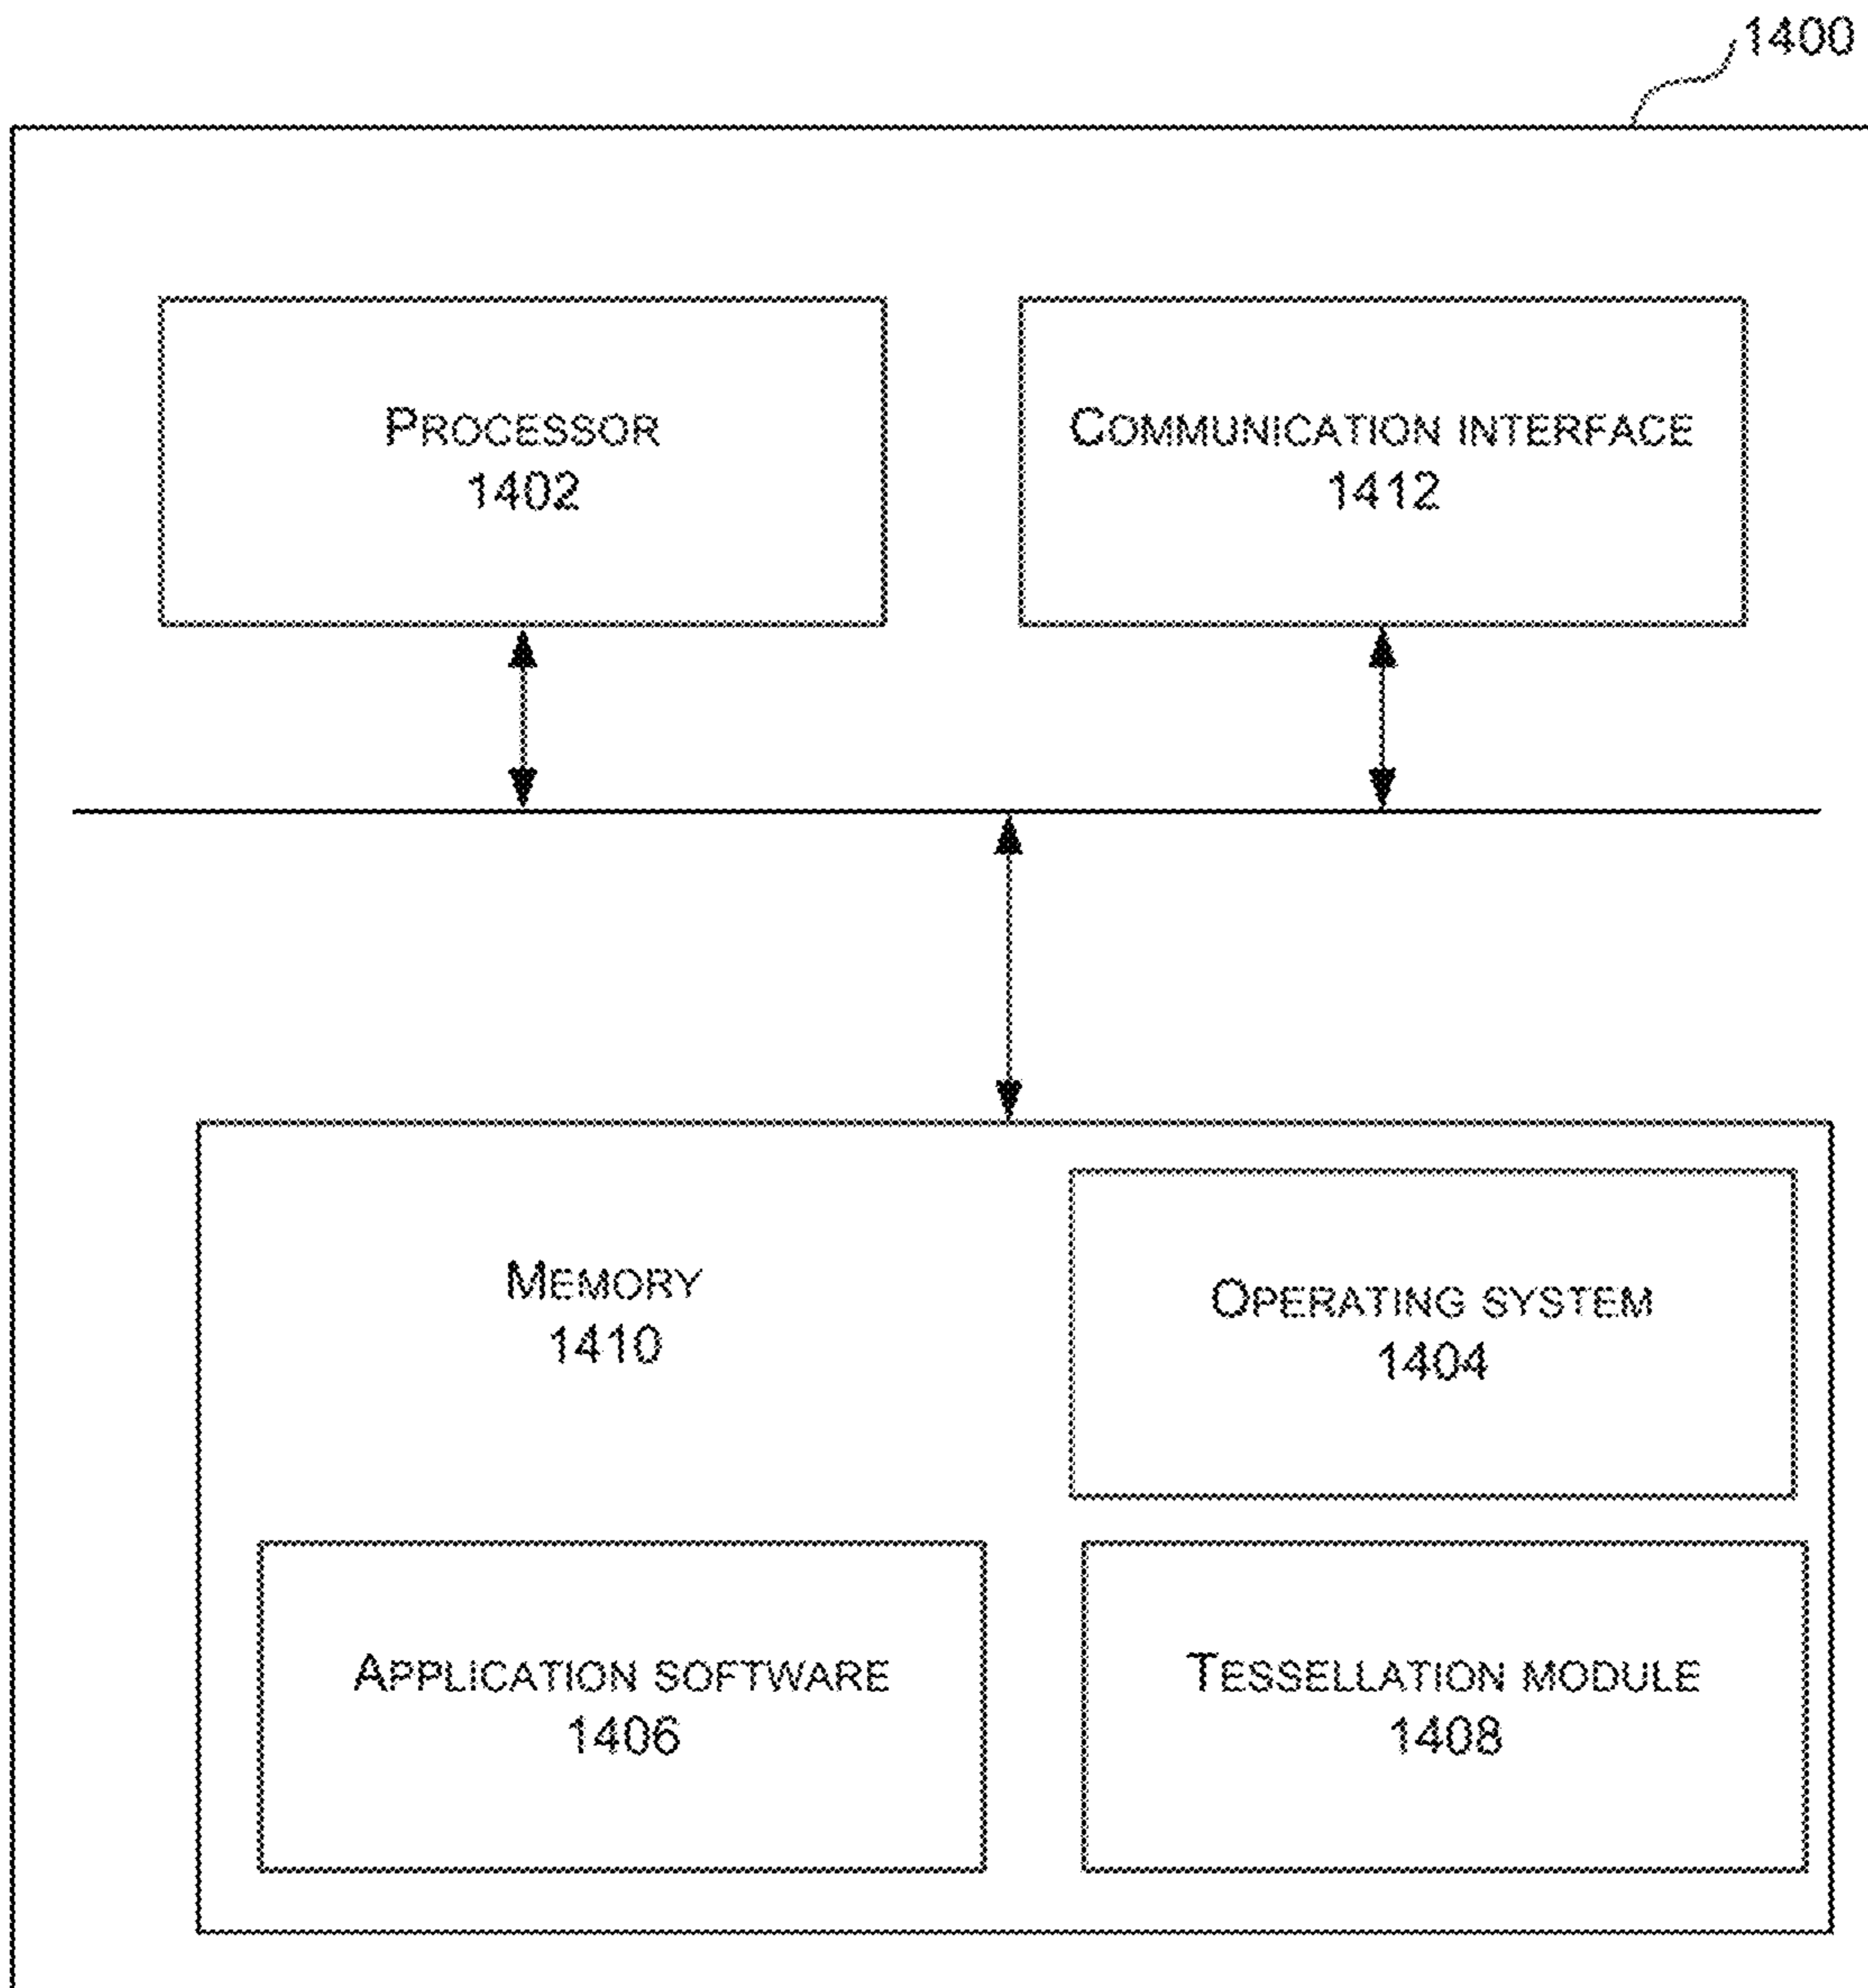 1400
PROCESSOR
1402
COMMUNICATION INTERFACE
1412
MEMORY
1410
OPERATING SYSTEM
1404
APPLICATION SOFTWARE
1406
TESSELLATION MODULE
1408